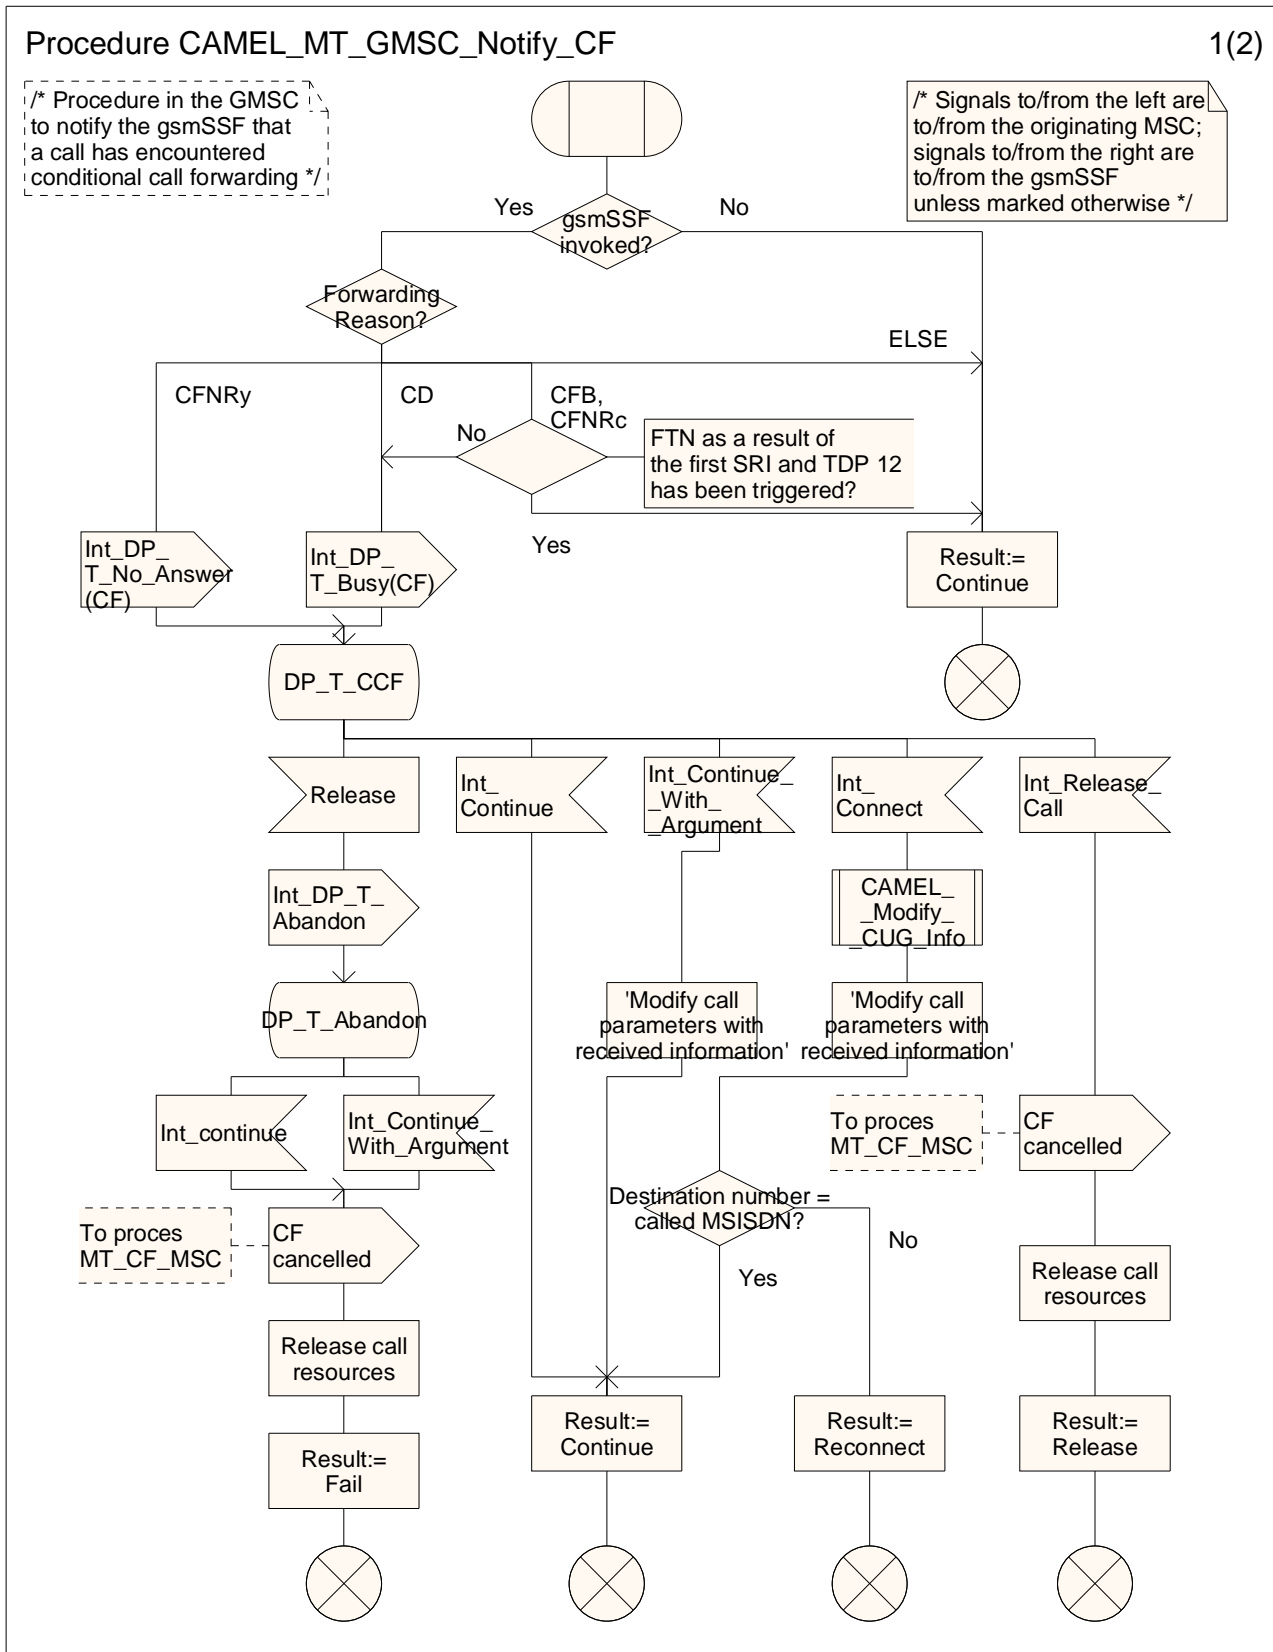 Procedure CAMEL_MT_GMSC_Notify_CF
1(2)
/* Procedure in the GMSC
to notify the gsmSSF that
a call has encountered
conditional call forwarding */
/* Signals to/from the left are
to/from the originating MSC;
signals to/from the right are
to/from the gsmSSF
unless marked otherwise */
Yes
gsmSSF
invoked?
No
Forwarding
Reason?
ELSE
CFNRy
CD
CFB,
CFNRc
No
FTN as a result of
the first SRI and TDP 12
has been triggered?
Yes
Int_DP_
T_No_Answer
(CF)
Int_DP_
T_Busy(CF)
Result:=
Continue
DP_T_CCF
Release
Int_
Continue
Int_Continue_
_With_
_Argument
Int_
Connect
Int_Release_
Call
Int_DP_T_
Abandon
CAMEL_
_Modify_
_CUG_Info
DP_T_Abandon
'Modify call
parameters with
received information'
'Modify call
parameters with
received information'
Int_continue
Int_Continue_
With_Argument
To proces
MT_CF_MSC
CF
cancelled
Destination number =
called MSISDN?
No
Yes
To proces
MT_CF_MSC
CF
cancelled
Release call
resources
Release call
resources
Result:=
Continue
Result:=
Reconnect
Result:=
Release
Result:=
Fail